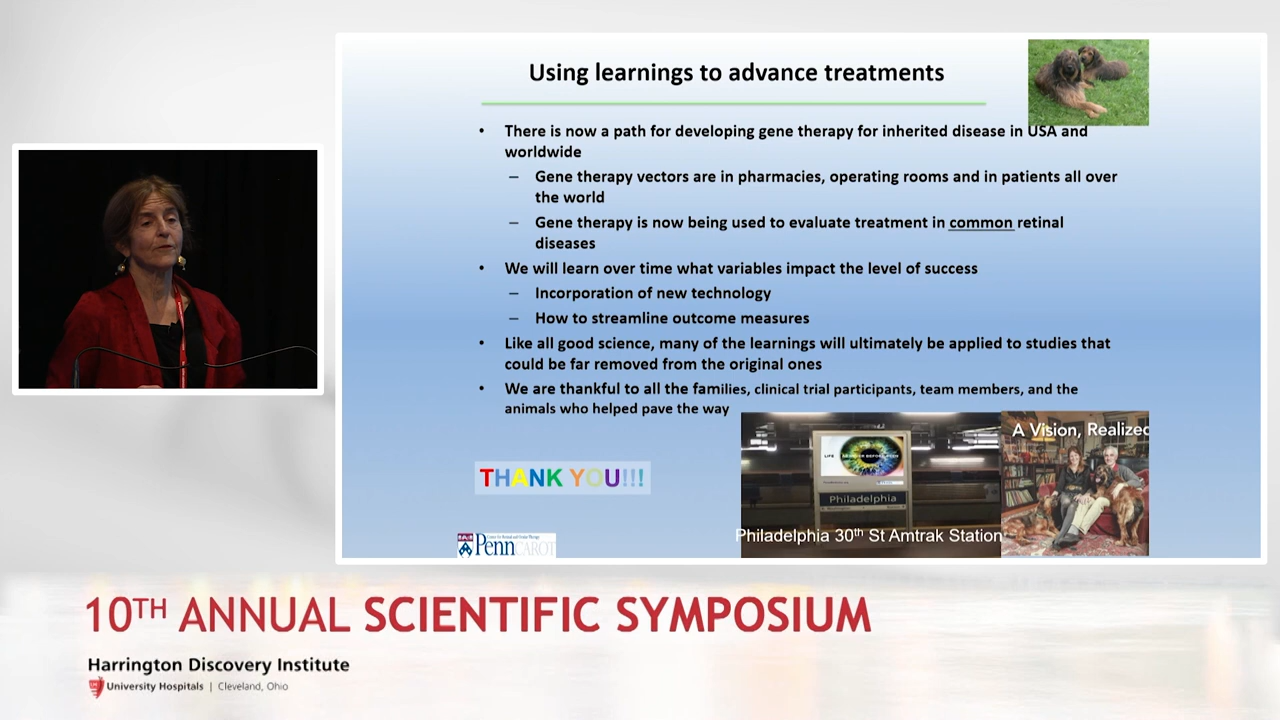 Using learnings to advance treatments
• There is now a path for developing gene therapy for inherited disease in USA and
worldwide
– Gene therapy vectors are in pharmacies, operating rooms and in patients all over
the world
– Gene therapy is now being used to evaluate treatment in common retinal
diseases
• We will learn over time what variables impact the level of success
– Incorporation of new technology
– How to streamline outcome measures
• Like all good science, many of the learnings will ultimately be applied to studies that
could be far removed from the original ones
• We are thankful to all the families, clinical trial participants, team members, and the
animals who helped pave the way
A Vision, Realized
LIFE
Philadelphia
THANK YOU!!!
Philadelphia 30th St Amtrak Station
Penn CAROT
10TH ANNUAL SCIENTIFIC SYMPOSIUM
Harrington Discovery Institute
University Hospitals | Cleveland, Ohio